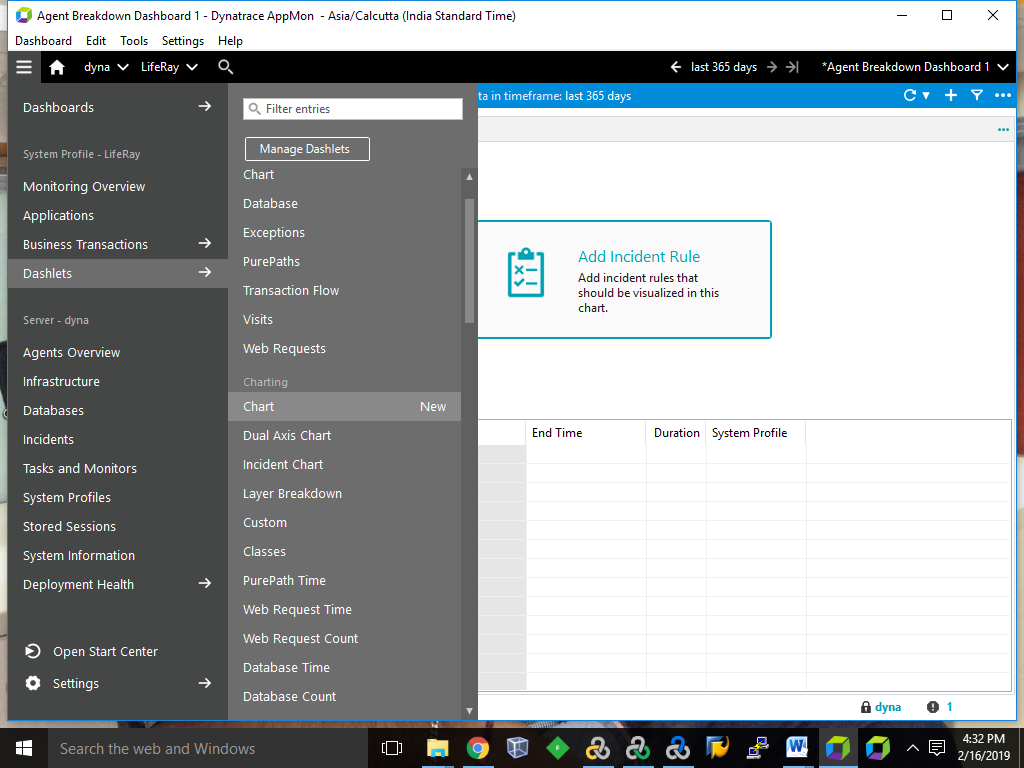 Agent Breakdown Dashboard 1 - Dynatrace AppMon - Asia/Calcutta (India Standard Time)
Dashboard Edit Tools Settings Help
dyna LifeRay last 365 days *Agent Breakdown Dashboard 1
ta in timeframe: last 365 days
Dashboards
System Profile - LifeRay
Monitoring Overview
Applications
Business Transactions
Dashlets
Server - dyna
Agents Overview
Infrastructure
Databases
Incidents
Tasks and Monitors
System Profiles
Stored Sessions
System Information
Deployment Health
Open Start Center
Settings
Filter entries
Manage Dashlets
Chart
Database
Exceptions
PurePaths
Transaction Flow
Visits
Web Requests
Charting
Chart New
Dual Axis Chart
Incident Chart
Layer Breakdown
Custom
Classes
PurePath Time
Web Request Time
Web Request Count
Database Time
Database Count
Add Incident Rule
Add incident rules that
should be visualized in this
chart.
End Time Duration System Profile
dyna 1
Search the web and Windows
4:32 PM
2/16/2019